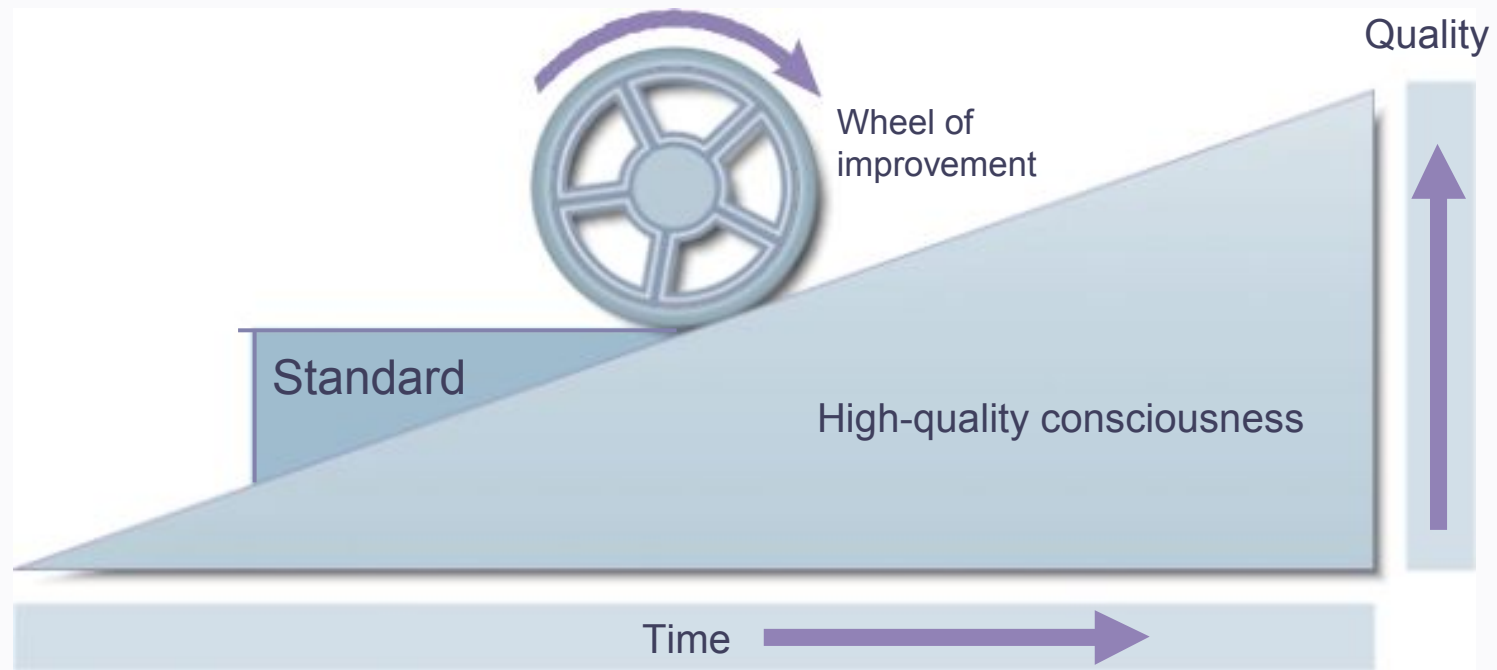 Quality
Wheel of
improvement
Standard
High-quality consciousness
Time